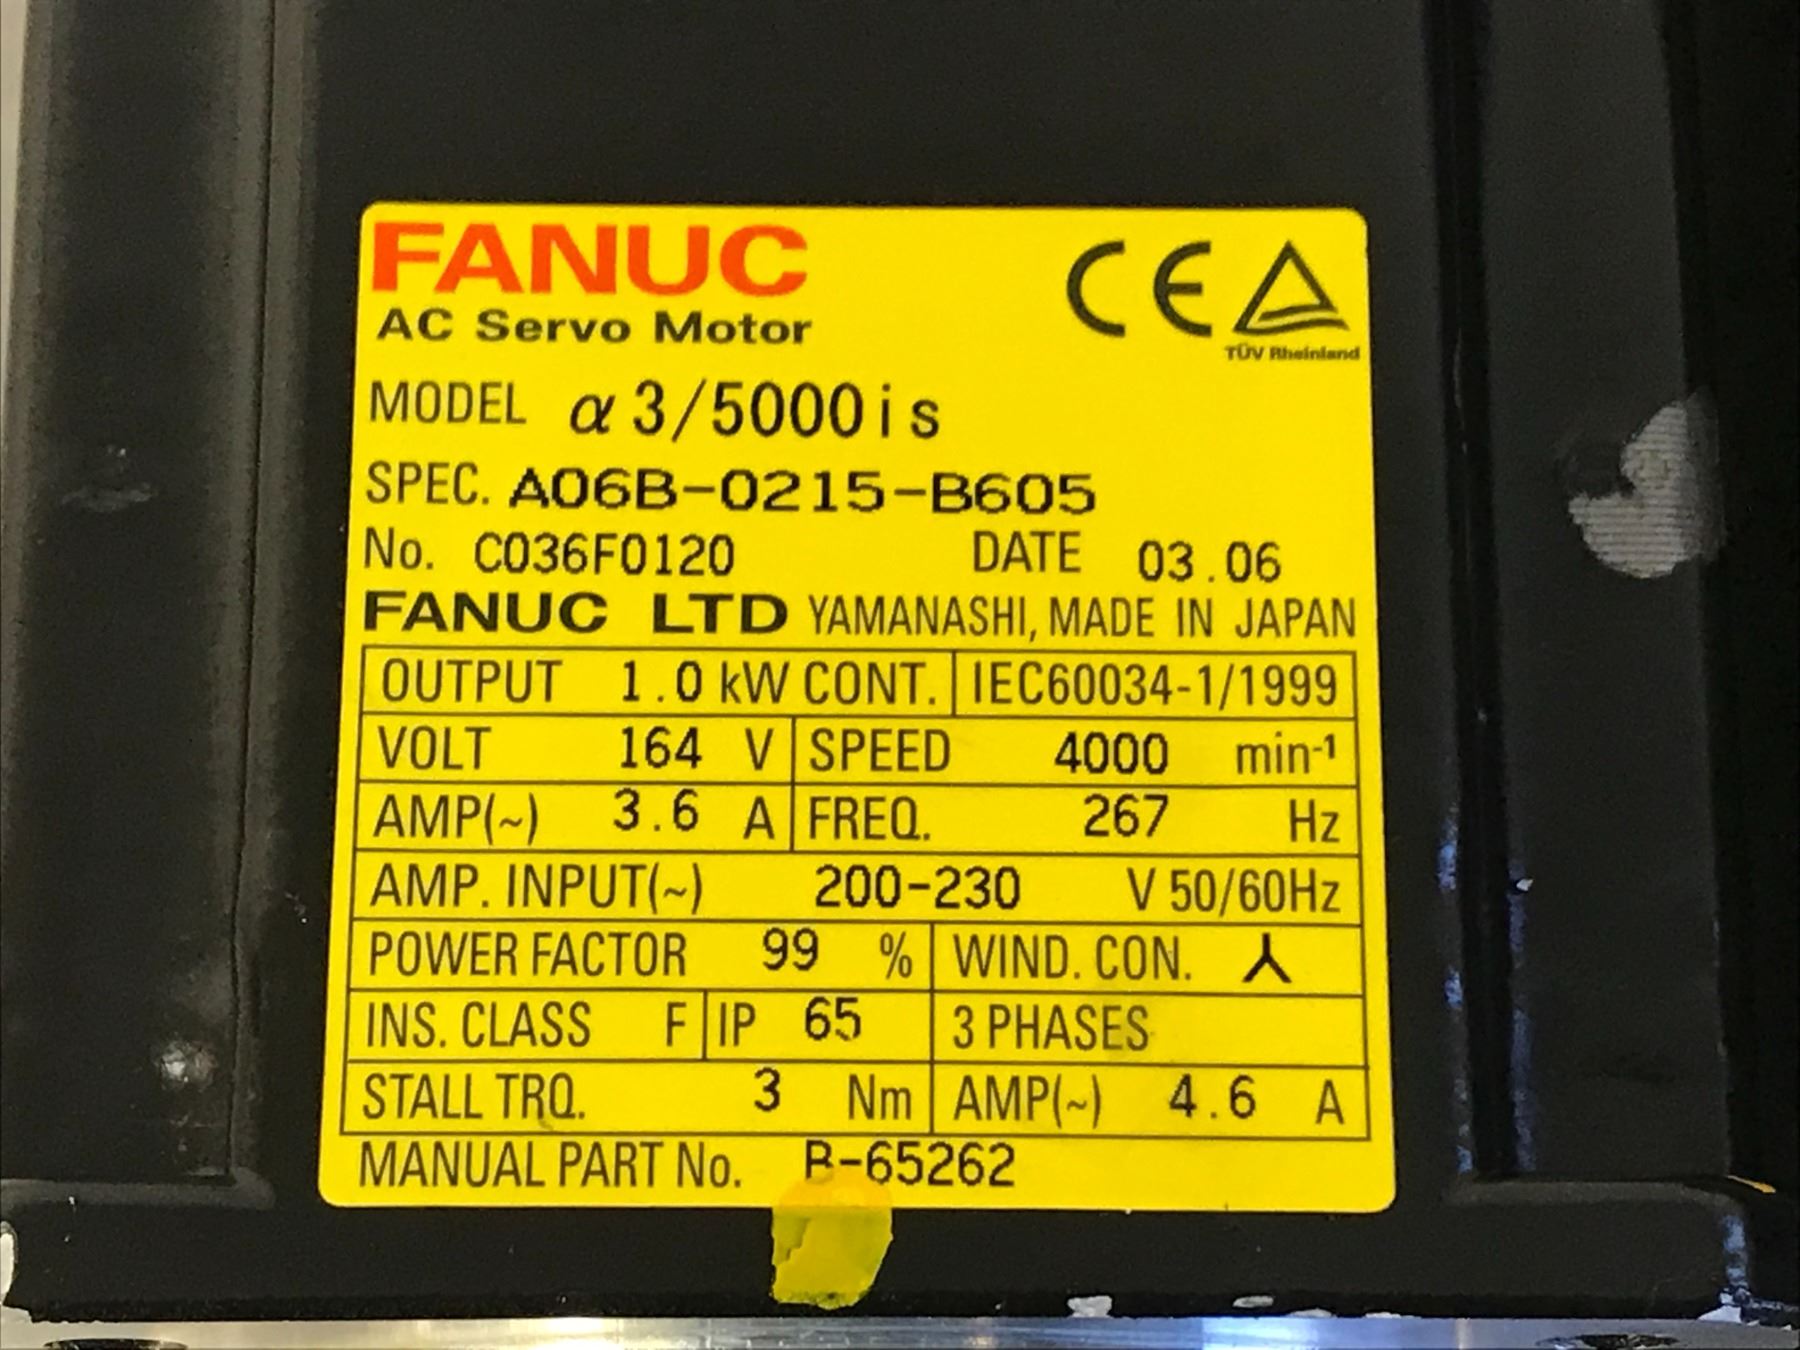 FANUC
AC Servo Motor
CE
TÜV Rheinland
MODEL α3/5000is
SPEC. A06B-0215-B605
No. C036F0120 DATE 03.06
FANUC LTD YAMANASHI, MADE IN JAPAN
OUTPUT 1.0 kW CONT. IEC60034-1/1999
VOLT 164 V SPEED 4000 min-1
AMP(~) 3.6 A FREQ. 267 Hz
AMP. INPUT(~) 200-230 V 50/60Hz
POWER FACTOR 99 % WIND. CON.
INS. CLASS F IP 65 3 PHASES
STALL TRQ. 3 Nm AMP(~) 4.6 A
MANUAL PART No. B-65262